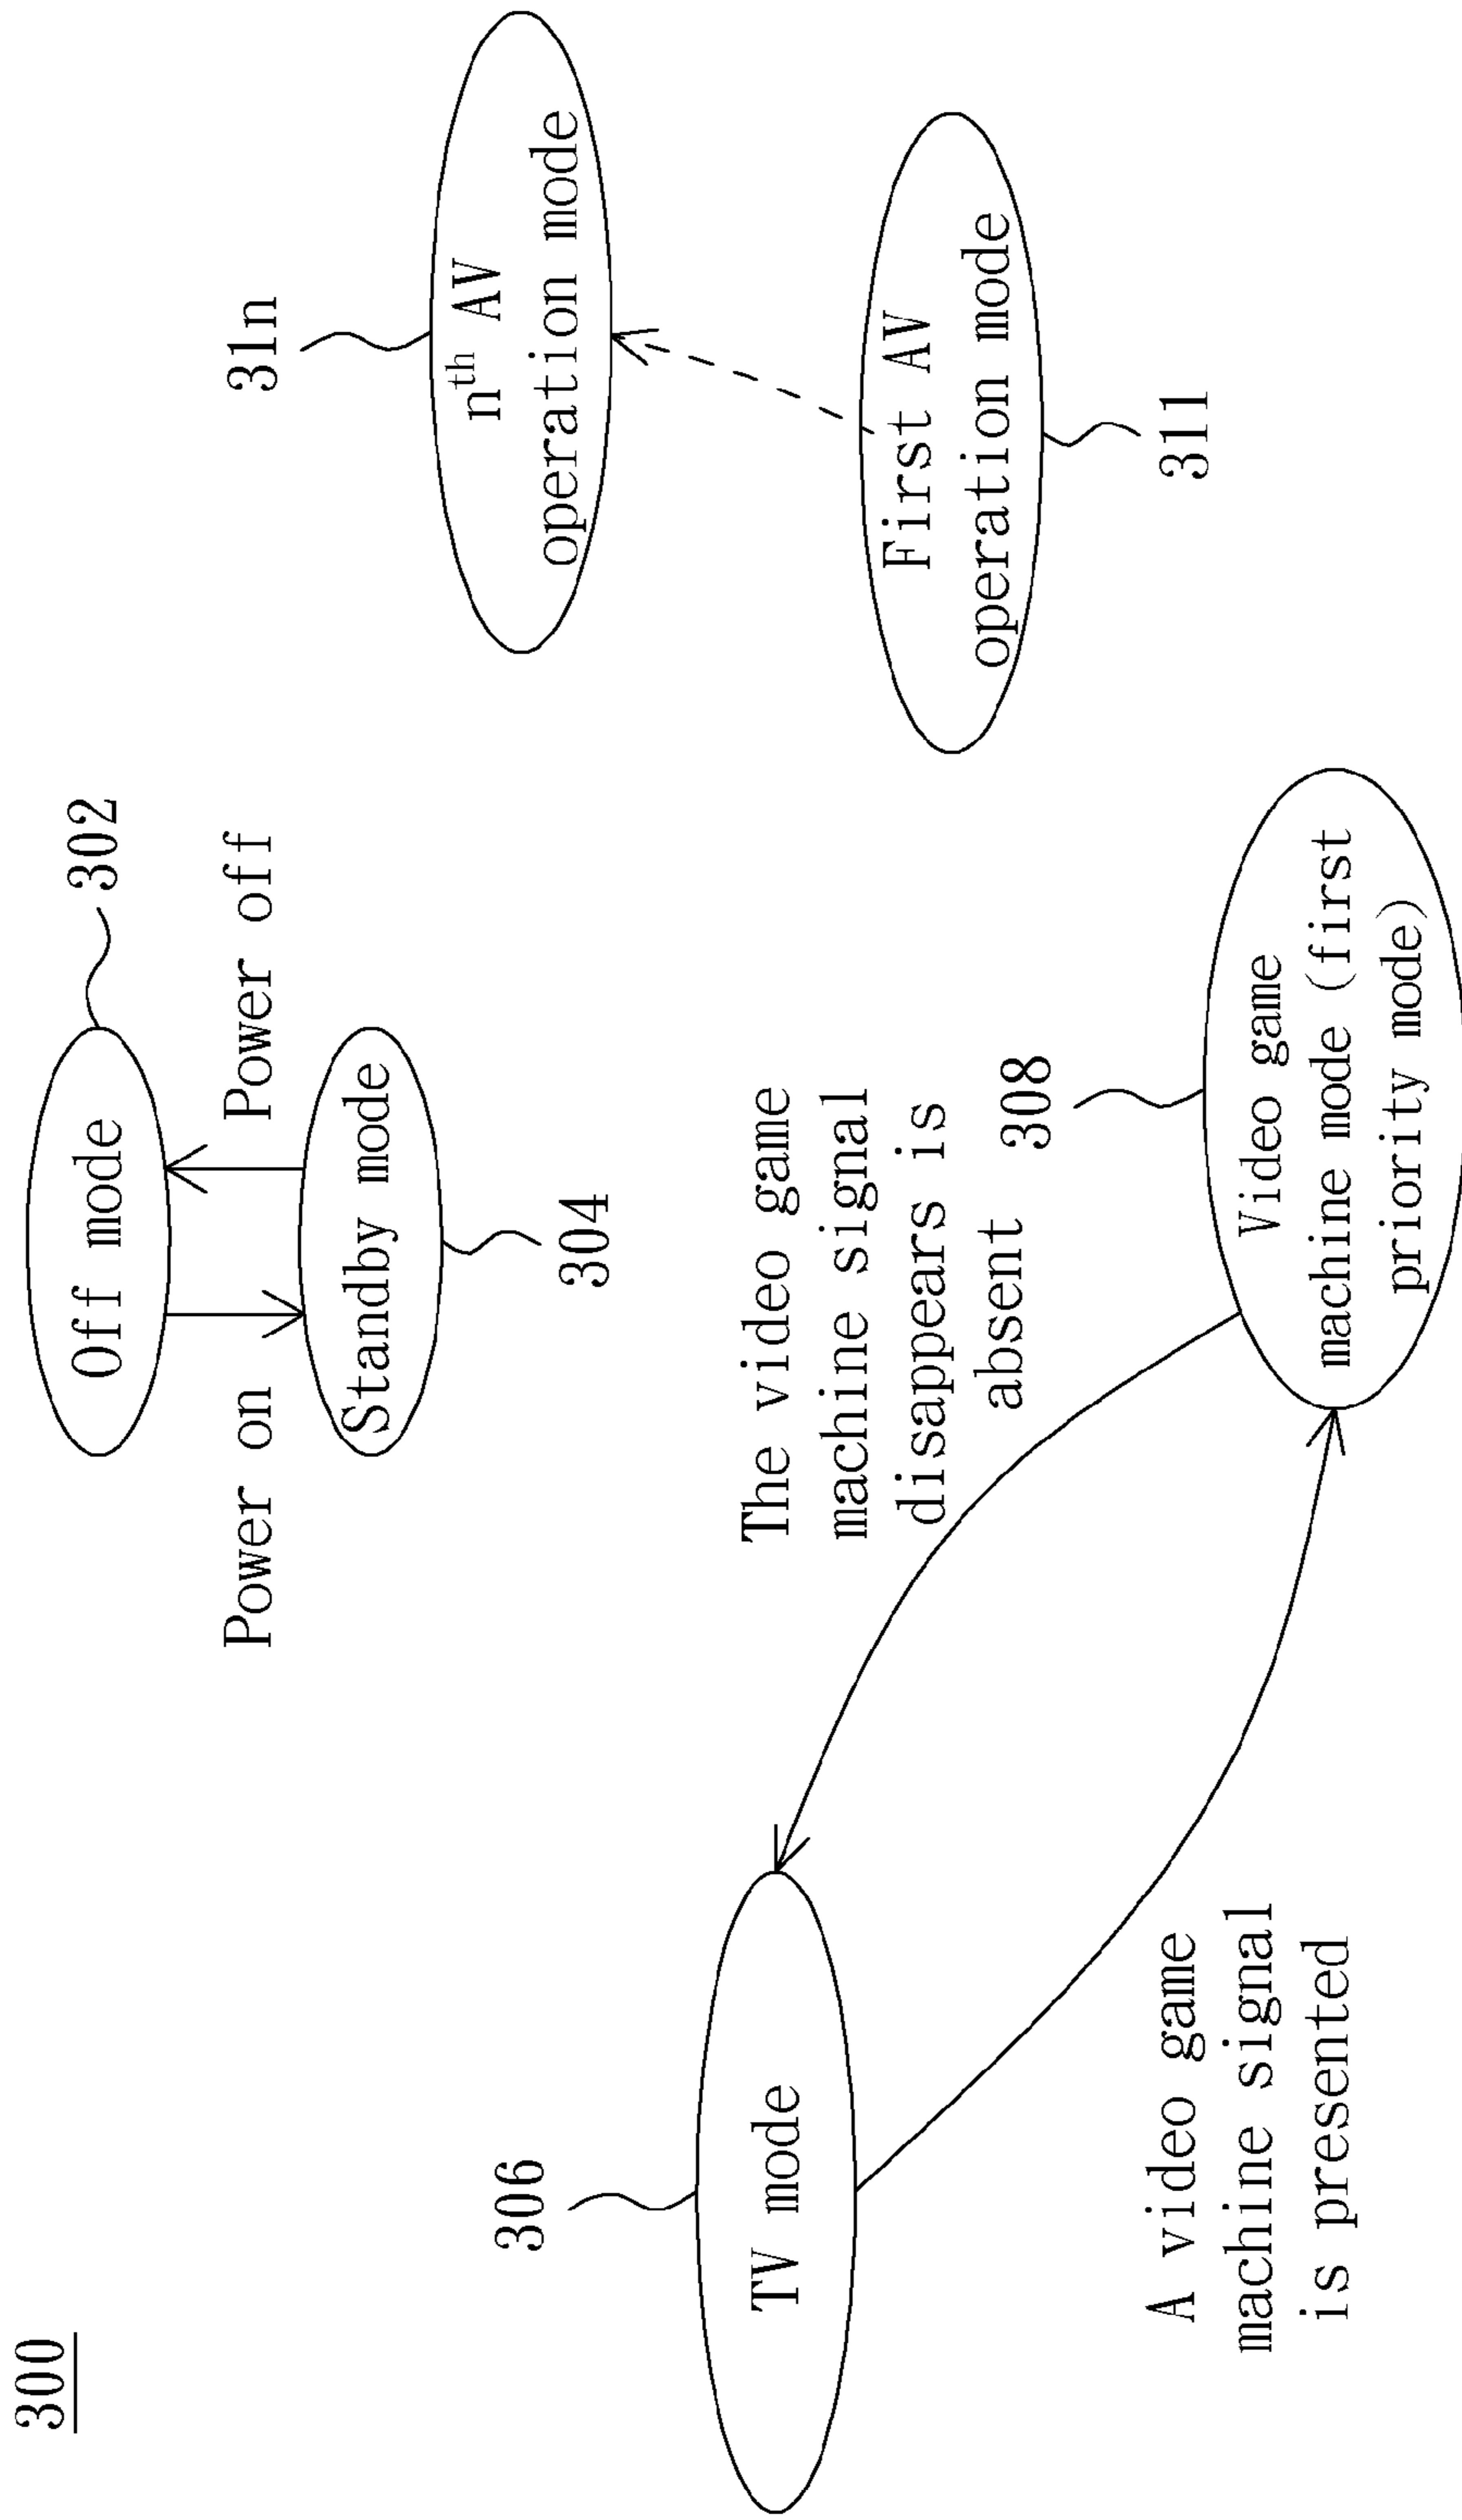 300
Off mode
302
Power on
Power off
Standby mode
304
31n
nth AV
operation mode
306
TV mode
The video game
machine signal
disappears is
absent
308
First AV
operation mode
311
A video game
machine signal
is presented
Video game
machine mode (first
priority mode)